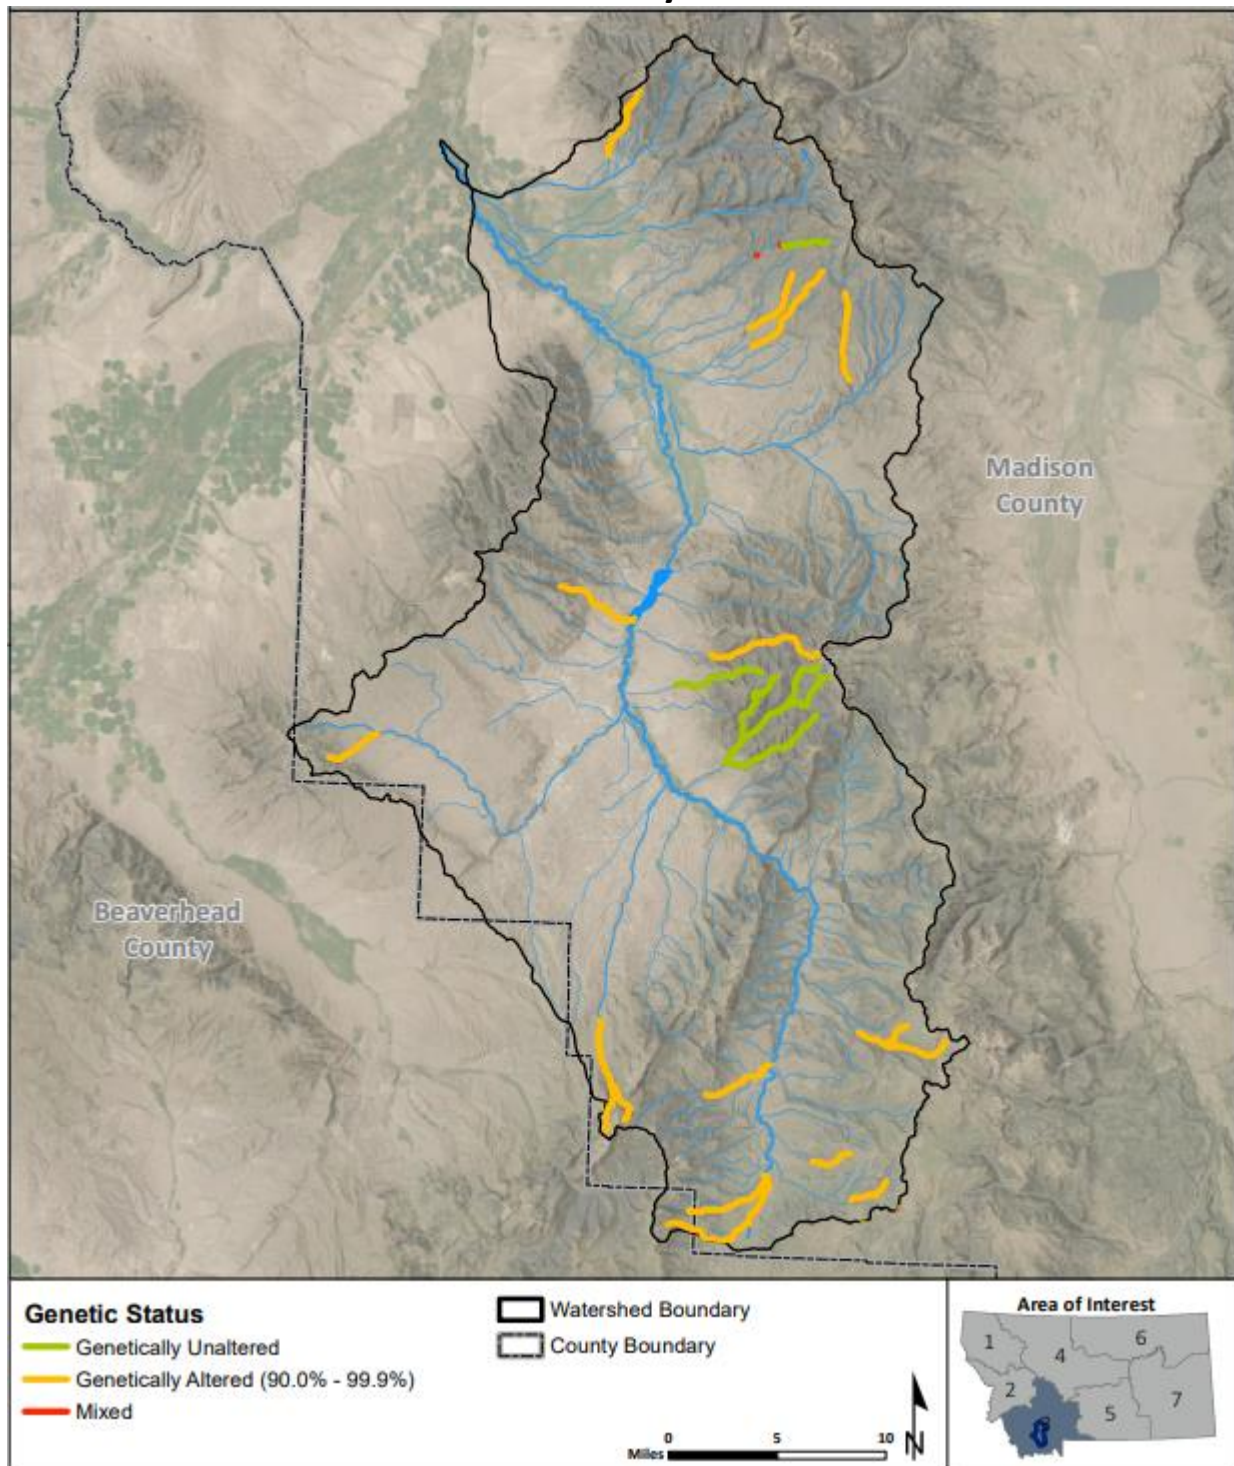 Madison
County
Beaverhead
County
Genetic Status
Genetically Unaltered
Genetically Altered (90.0% - 99.9%)
Mixed
Watershed Boundary
County Boundary
0 5 10
Miles
N
Area of Interest
1
2
4
6
5
7